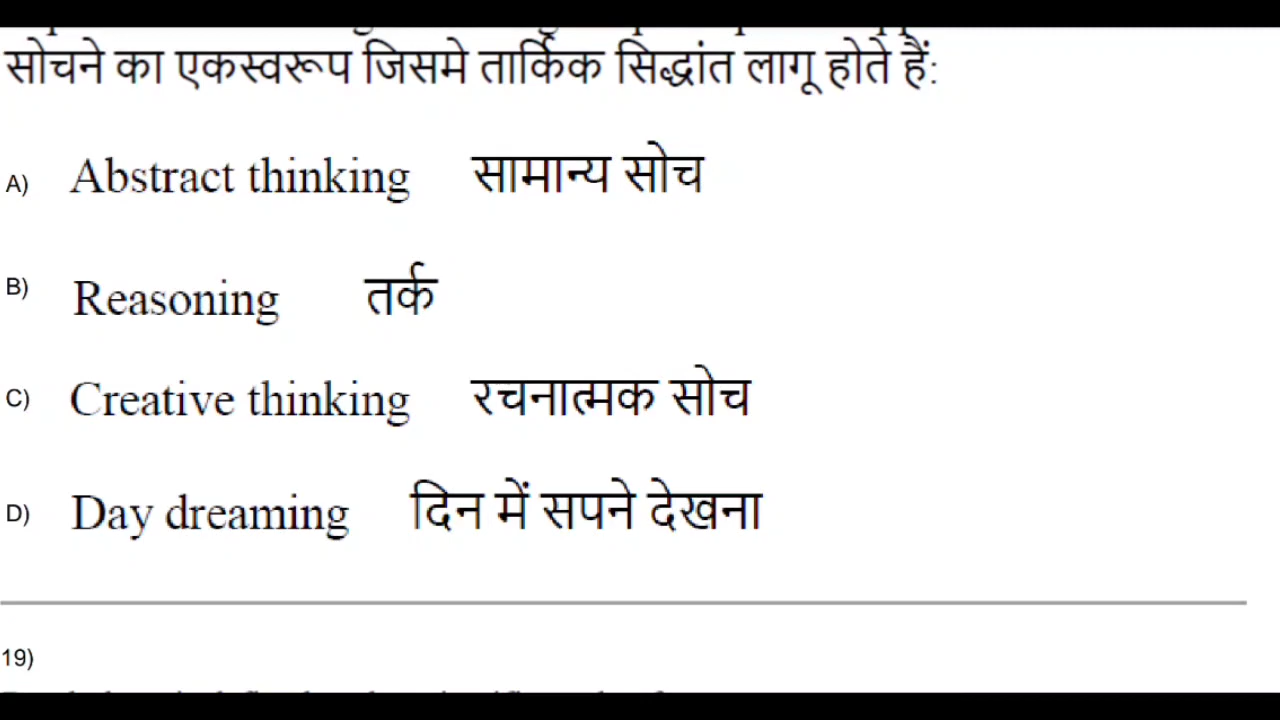 सोचने का एकस्वरूप जिसमे तार्किक सिद्धांत लागू होते हैं:
A) Abstract thinking सामान्य सोच
B) Reasoning तर्क
C) Creative thinking रचनात्मक सोच
D) Day dreaming दिन में सपने देखना
19)